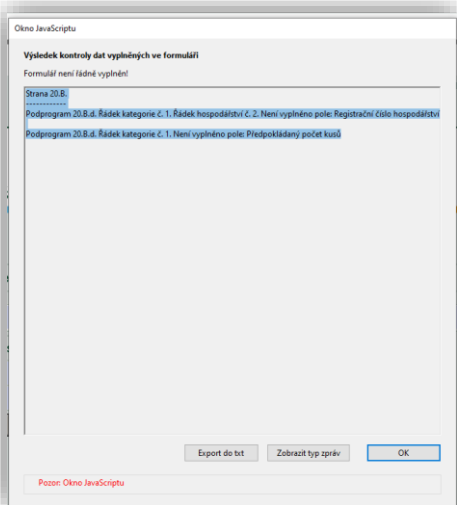 Okno JavaScriptu
Výsledek kontroly dat vyplněných ve formuláři
Formulář není řádně vyplněn!
Strana 20.B.
------------
Podprogram 20.B.d. Řádek kategorie č. 1. Řádek hospodářství č. 2. Není vyplněno pole: Registrační číslo hospodářství
Podprogram 20.B.d. Řádek kategorie č. 1. Není vyplněno pole: Předpokládaný počet kusů
Export do txt
Zobrazit typ zpráv
OK
Pozor: Okno JavaScriptu